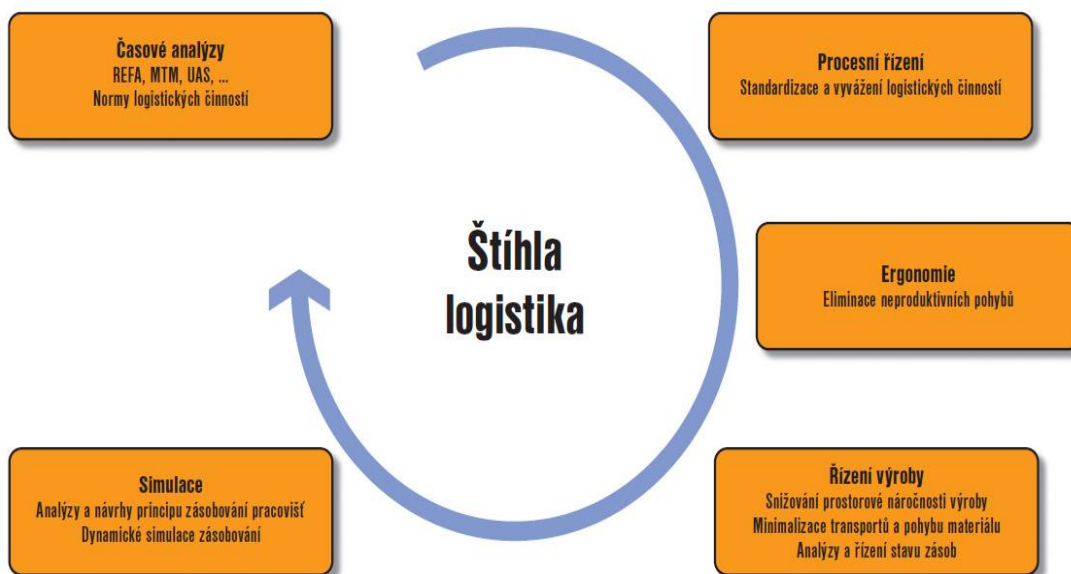 Časové analýzy
REFA, MTM, UAS, ...
Normy logistických činností
Procesní řízení
Standardizace a vyvážení logistických činností
Štíhla
logistika
Ergonomie
Eliminace neproduktivních pohybů
Simulace
Analýzy a návrhy principu zásobování pracovišť
Dynamické simulace zásobování
Řízení výroby
Snižování prostorové náročnosti výroby
Minimalizace transportů a pohybu materiálu
Analýzy a řízení stavu zásob